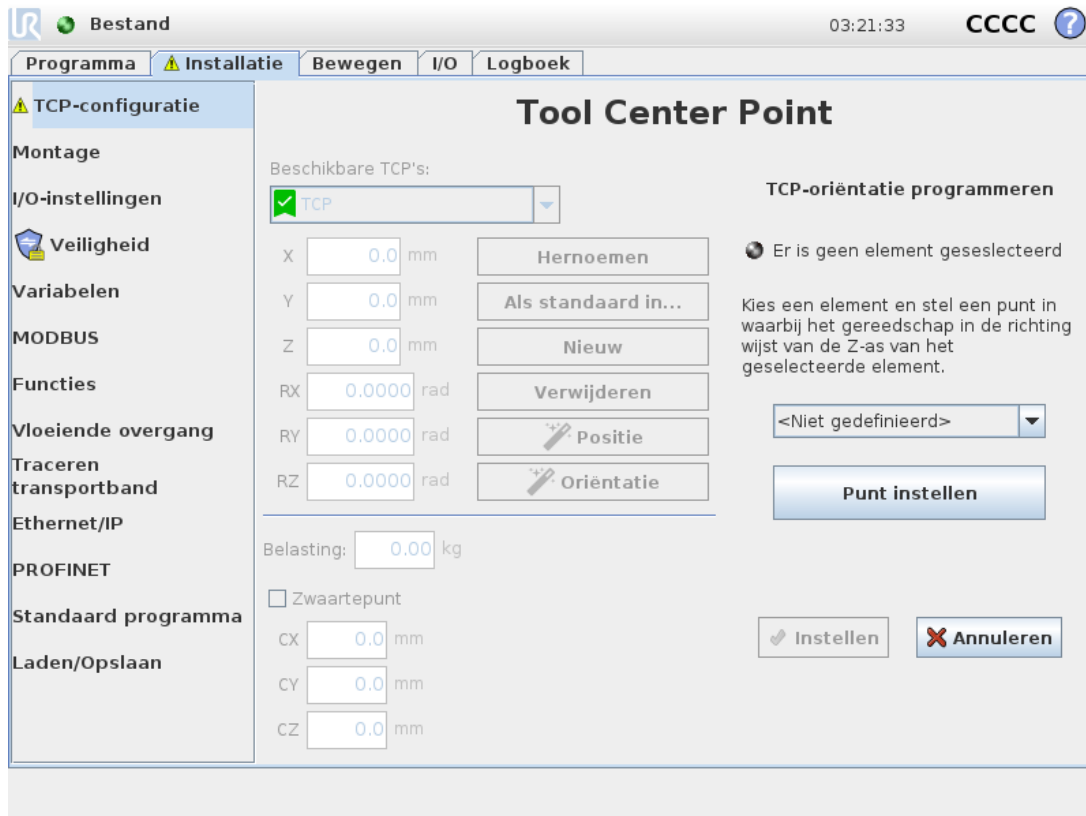 UR Bestand 03:21:33 CCCC ?
Programma Installatie Bewegen I/O Logboek
TCP-configuratie
Montage
I/O-instellingen
Veiligheid
Variabelen
MODBUS
Functies
Vloeiende overgang
Traceren
transportband
Ethernet/IP
PROFINET
Standaard programma
Laden/Opslaan
Tool Center Point
Beschikbare TCP's:
TCP
X 0.0 mm Hernoemen
Y 0.0 mm Als standaard in...
Z 0.0 mm Nieuw
RX 0.0000 rad Verwijderen
RY 0.0000 rad Positie
RZ 0.0000 rad Oriëntatie
Belasting: 0.00 kg
Zwaartepunt
CX 0.0 mm
CY 0.0 mm
CZ 0.0 mm
TCP-oriëntatie programmeren
Er is geen element geseslecteerd
Kies een element en stel een punt in
waarbij het gereedschap in de richting
wijst van de Z-as van het
geselecteerde element.
<Niet gedefinieerd>
Punt instellen
Instellen Annuleren